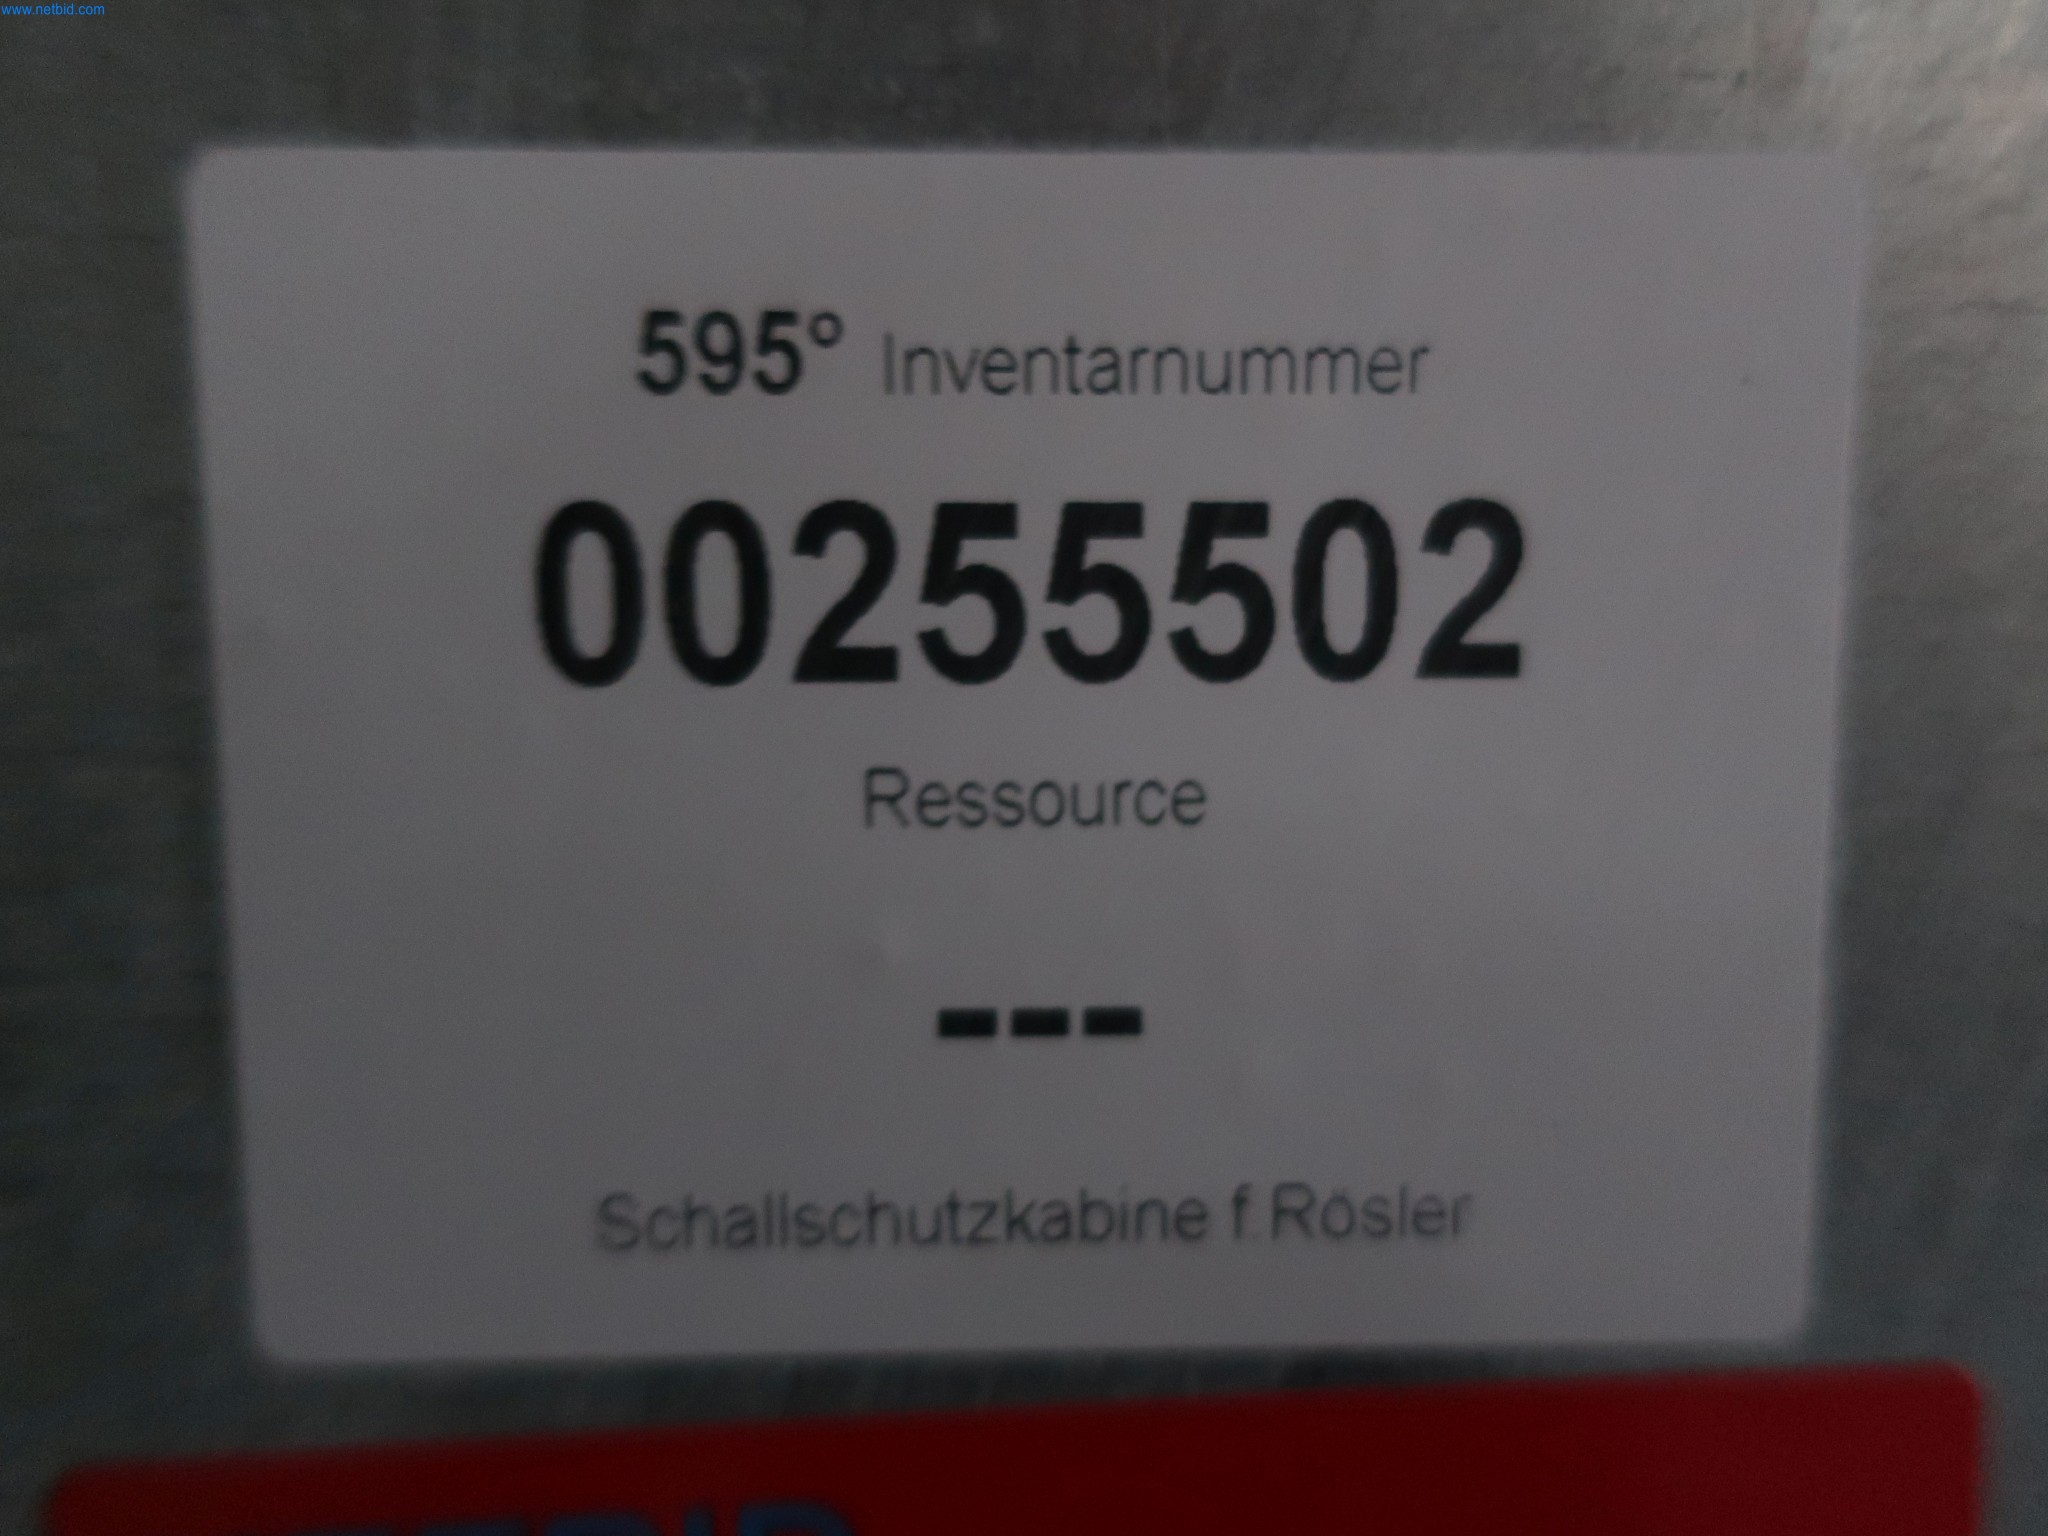 www.netbid.com
595° Inventarnummer
00255502
Ressource
---
Schallschutzkabine f. Rösler